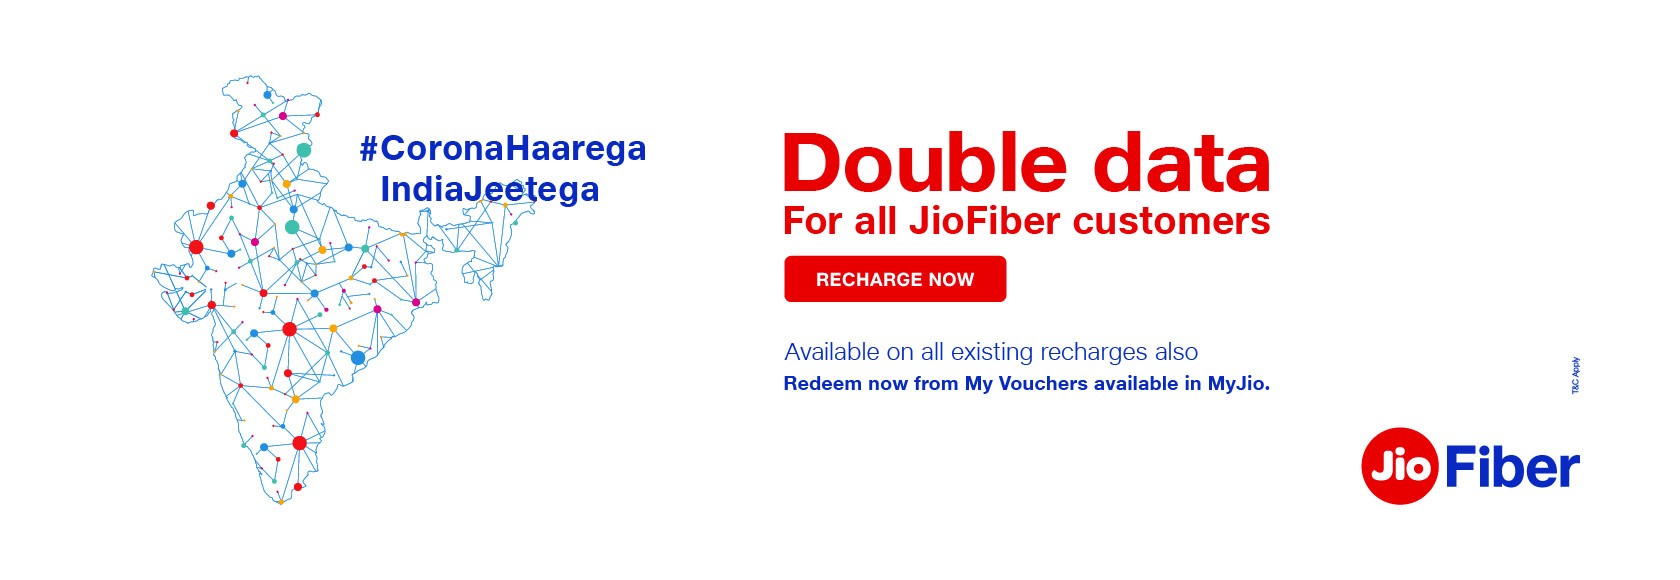 #CoronaHaarega
IndiaJeetega
Double data
For all JioFiber customers
RECHARGE NOW
Available on all existing recharges also
Redeem now from My Vouchers available in MyJio.
T&C Apply
Jio Fiber